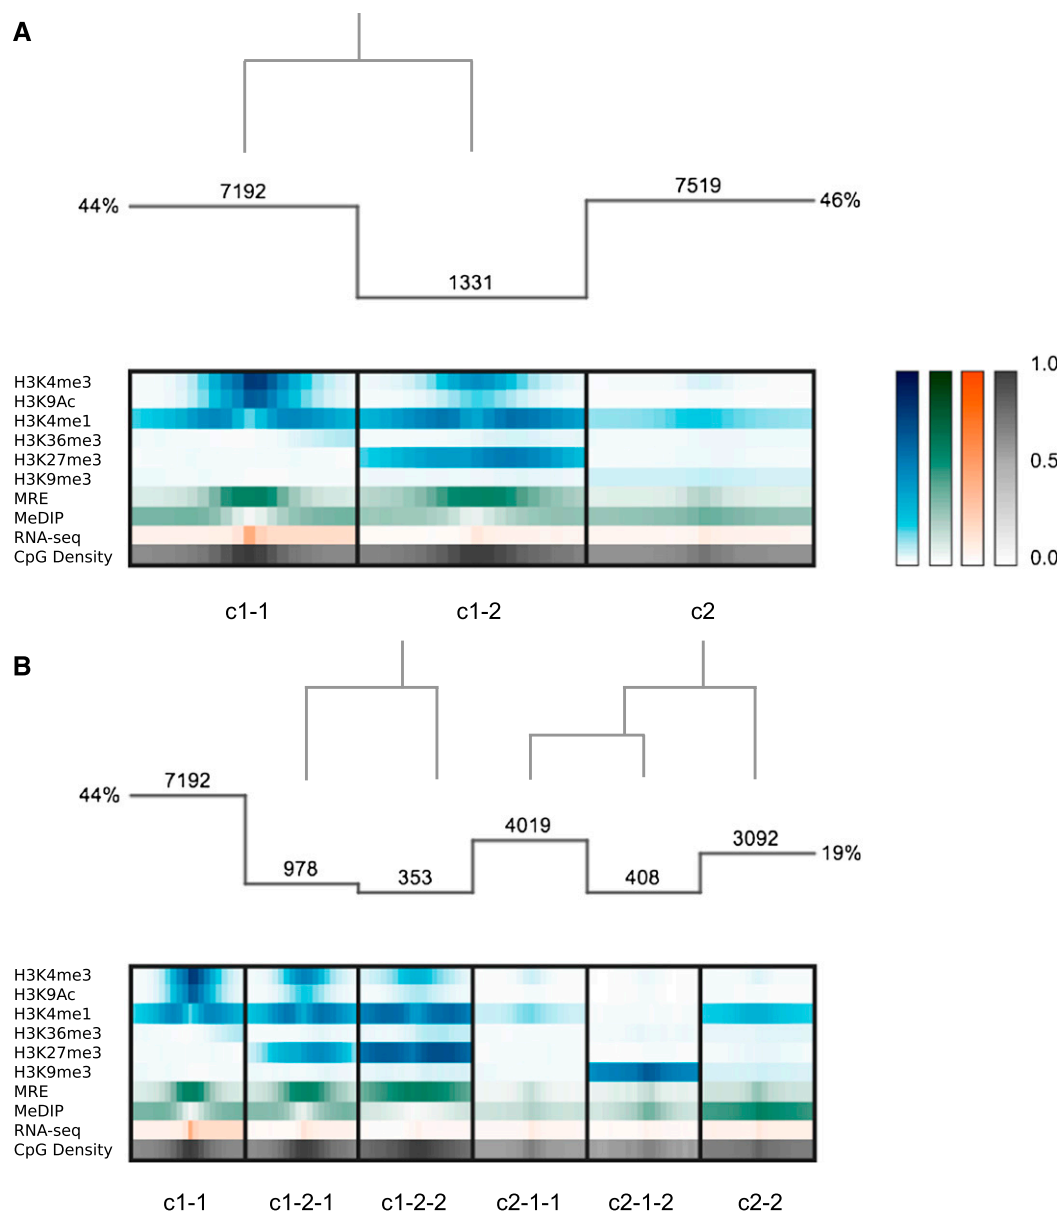 A
7192
7519
44%
46%
1331
H3K4me3
H3K9Ac
H3K4me1
H3K36me3
H3K27me3
H3K9me3
MRE
MeDIP
RNA-seq
CpG Density
1.0
0.5
0.0
c1-1
c1-2
c2
B
7192
44%
4019
3092
19%
978
353
408
H3K4me3
H3K9Ac
H3K4me1
H3K36me3
H3K27me3
H3K9me3
MRE
MeDIP
RNA-seq
CpG Density
c1-1
c1-2-1
c1-2-2
c2-1-1
c2-1-2
c2-2